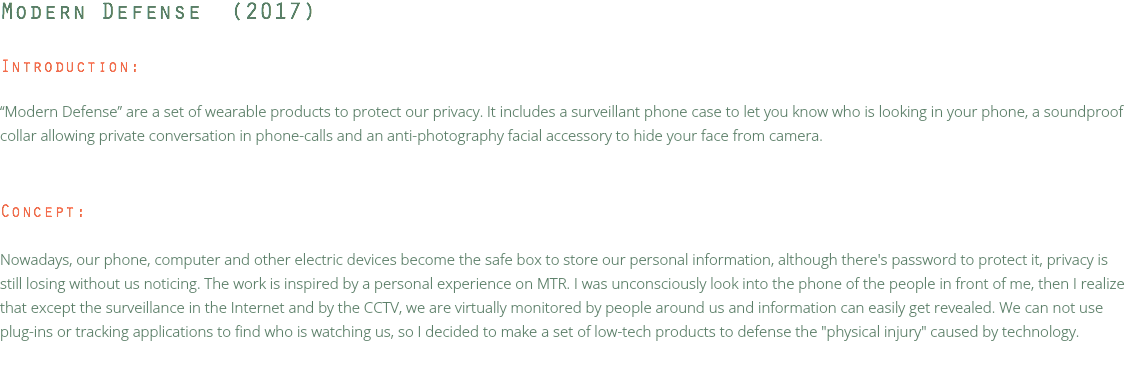 Modern Defense (2017)
Introduction:
“Modern Defense” are a set of wearable products to protect our privacy. It includes a surveillant phone case to let you know who is looking in your phone, a soundproof
collar allowing private conversation in phone-calls and an anti-photography facial accessory to hide your face from camera.
Concept:
Nowadays, our phone, computer and other electric devices become the safe box to store our personal information, although there's password to protect it, privacy is
still losing without us noticing. The work is inspired by a personal experience on MTR. I was unconsciously look into the phone of the people in front of me, then I realize
that except the surveillance in the Internet and by the CCTV, we are virtually monitored by people around us and information can easily get revealed. We can not use
plug-ins or tracking applications to find who is watching us, so I decided to make a set of low-tech products to defense the "physical injury" caused by technology.